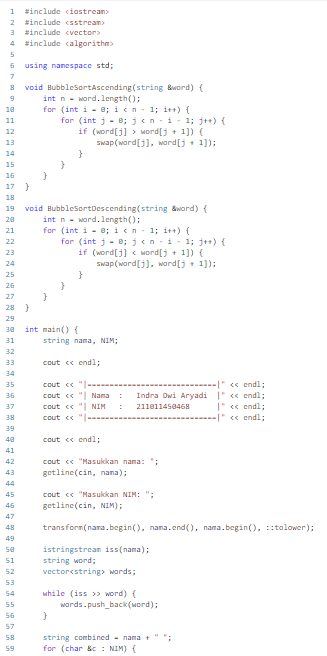 1 #include <iostream>
2 #include <sstream>
3 #include <vector>
4 #include <algorithm>
5
6 using namespace std;
7
8 void BubbleSortAscending(string &word) {
9 int n = word.length();
10 for (int i = 0; i < n - 1; i++) {
11 for (int j = 0; j < n - i - 1; j++) {
12 if (word[j] > word[j + 1]) {
13 swap(word[j], word[j + 1]);
14 }
15 }
16 }
17 }
18
19 void BubbleSortDescending(string &word) {
20 int n = word.length();
21 for (int i = 0; i < n - 1; i++) {
22 for (int j = 0; j < n - i - 1; j++) {
23 if (word[j] < word[j + 1]) {
24 swap(word[j], word[j + 1]);
25 }
26 }
27 }
28 }
29
30 int main() {
31 string nama, NIM;
32
33 cout << endl;
34
35 cout << "|=============================|" << endl;
36 cout << "| Nama : Indra Dwi Aryadi |" << endl;
37 cout << "| NIM : 211011450468 |" << endl;
38 cout << "|=============================|" << endl;
39
40 cout << endl;
41
42 cout << "Masukkan nama: ";
43 getline(cin, nama);
44
45 cout << "Masukkan NIM: ";
46 getline(cin, NIM);
47
48 transform(nama.begin(), nama.end(), nama.begin(), ::tolower);
49
50 istringstream iss(nama);
51 string word;
52 vector<string> words;
53
54 while (iss >> word) {
55 words.push_back(word);
56 }
57
58 string combined = nama + " ";
59 for (char &c : NIM) {